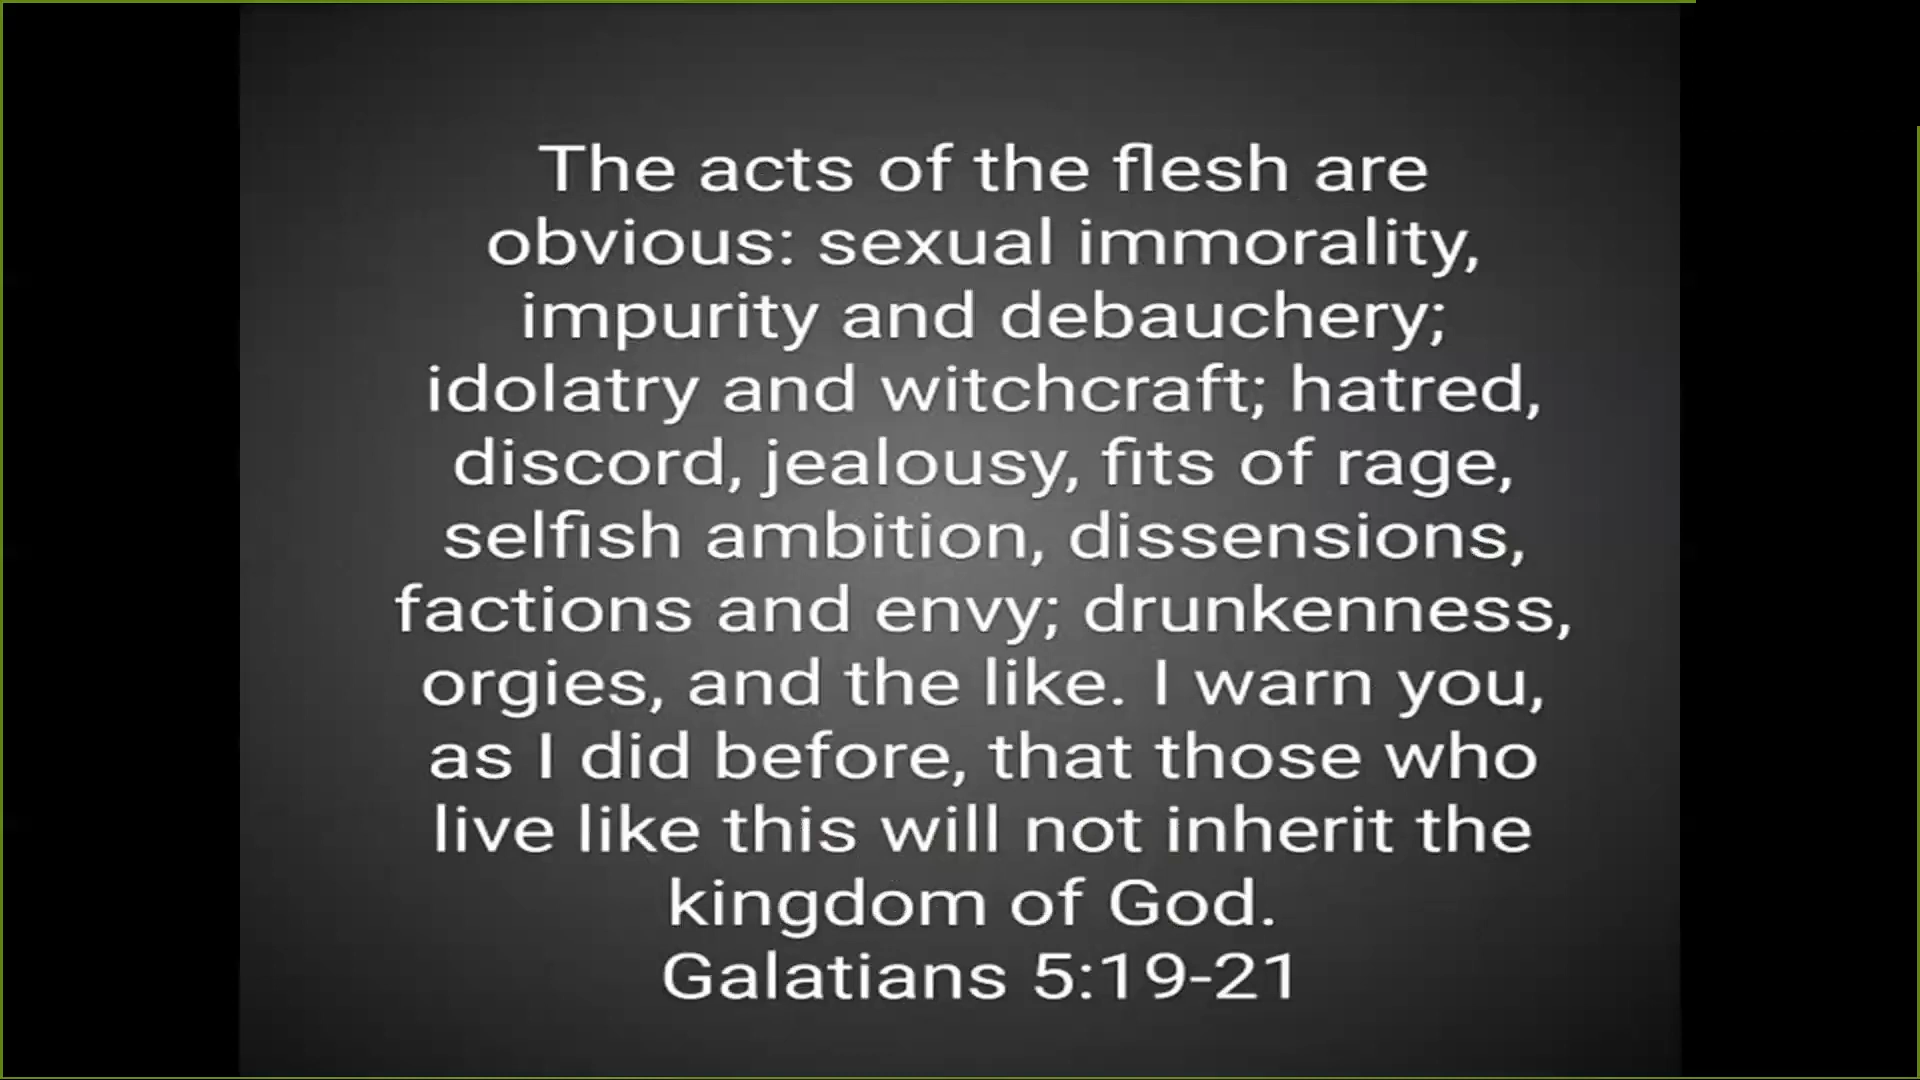 The acts of the flesh are
obvious: sexual immorality,
impurity and debauchery;
idolatry and witchcraft; hatred,
discord, jealousy, fits of rage,
selfish ambition, dissensions,
factions and envy; drunkenness,
orgies, and the like. I warn you,
as I did before, that those who
live like this will not inherit the
kingdom of God.
Galatians 5:19-21